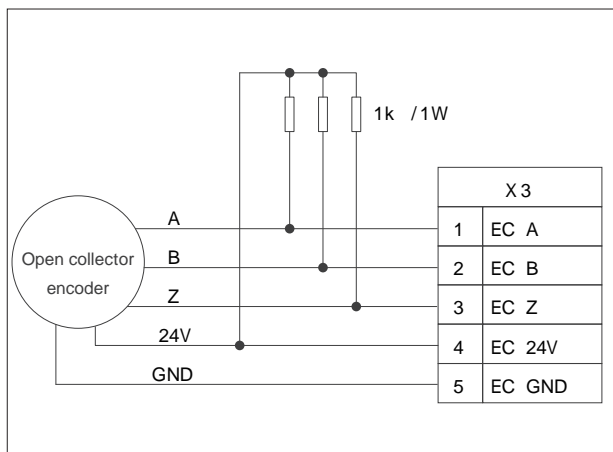 1k /1W
X3
A
1 EC A
Open collector
encoder
B
2 EC B
Z
3 EC Z
24V
4 EC 24V
GND
5 EC GND